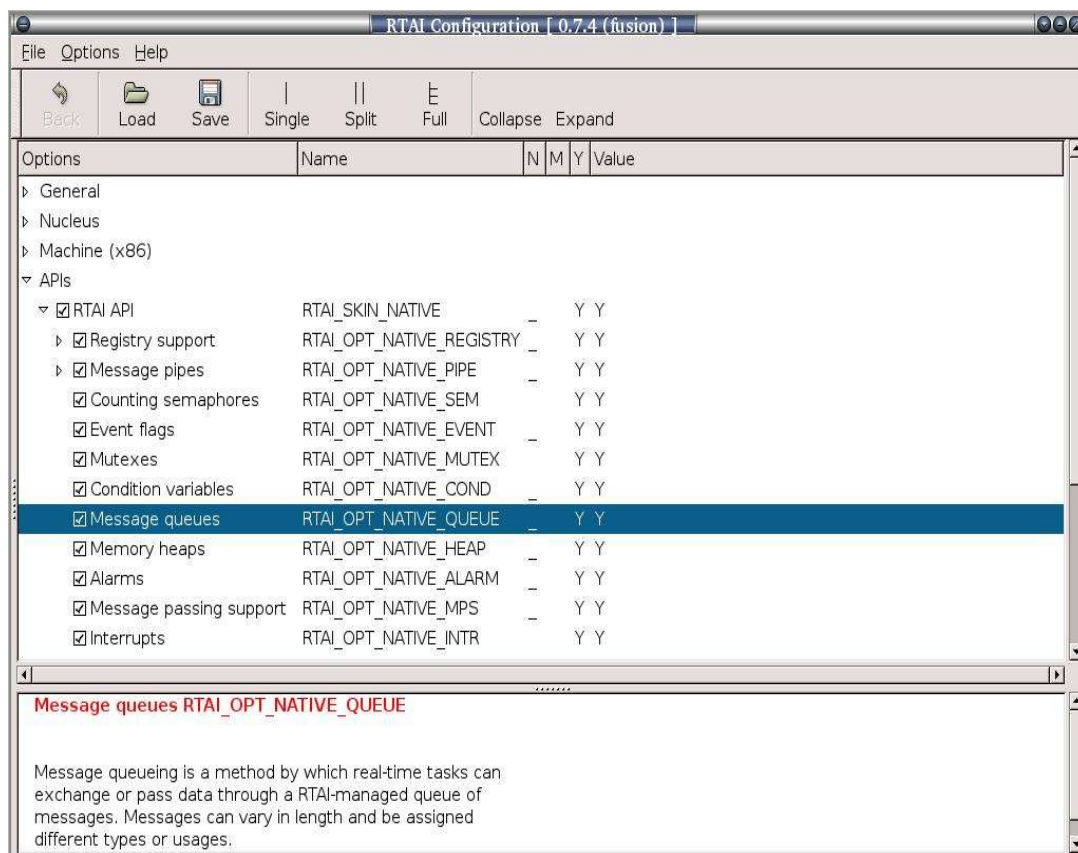 RTAI Configuration [ 0.7.4 (fusion) ]
File Options Help
Back Load Save Single Split Full Collapse Expand
Options Name N M Y Value
General
Nucleus
Machine (x86)
APIs
RTAI API RTAI_SKIN_NATIVE _ Y Y
Registry support RTAI_OPT_NATIVE_REGISTRY _ Y Y
Message pipes RTAI_OPT_NATIVE_PIPE _ Y Y
Counting semaphores RTAI_OPT_NATIVE_SEM Y Y
Event flags RTAI_OPT_NATIVE_EVENT _ Y Y
Mutexes RTAI_OPT_NATIVE_MUTEX Y Y
Condition variables RTAI_OPT_NATIVE_COND _ Y Y
Message queues RTAI_OPT_NATIVE_QUEUE _ Y Y
Memory heaps RTAI_OPT_NATIVE_HEAP _ Y Y
Alarms RTAI_OPT_NATIVE_ALARM _ Y Y
Message passing support RTAI_OPT_NATIVE_MPS _ Y Y
Interrupts RTAI_OPT_NATIVE_INTR Y Y
Message queues RTAI_OPT_NATIVE_QUEUE
Message queueing is a method by which real-time tasks can
exchange or pass data through a RTAI-managed queue of
messages. Messages can vary in length and be assigned
different types or usages.